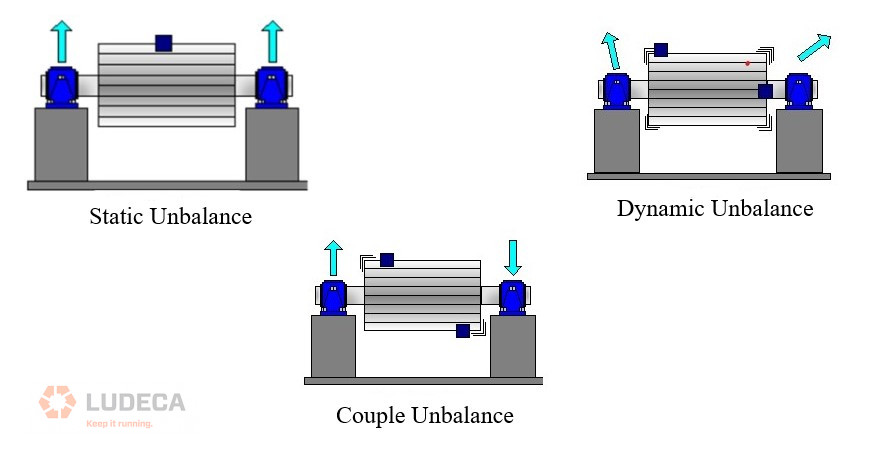 Static Unbalance
Dynamic Unbalance
Couple Unbalance
LUDECA
Keep it running.